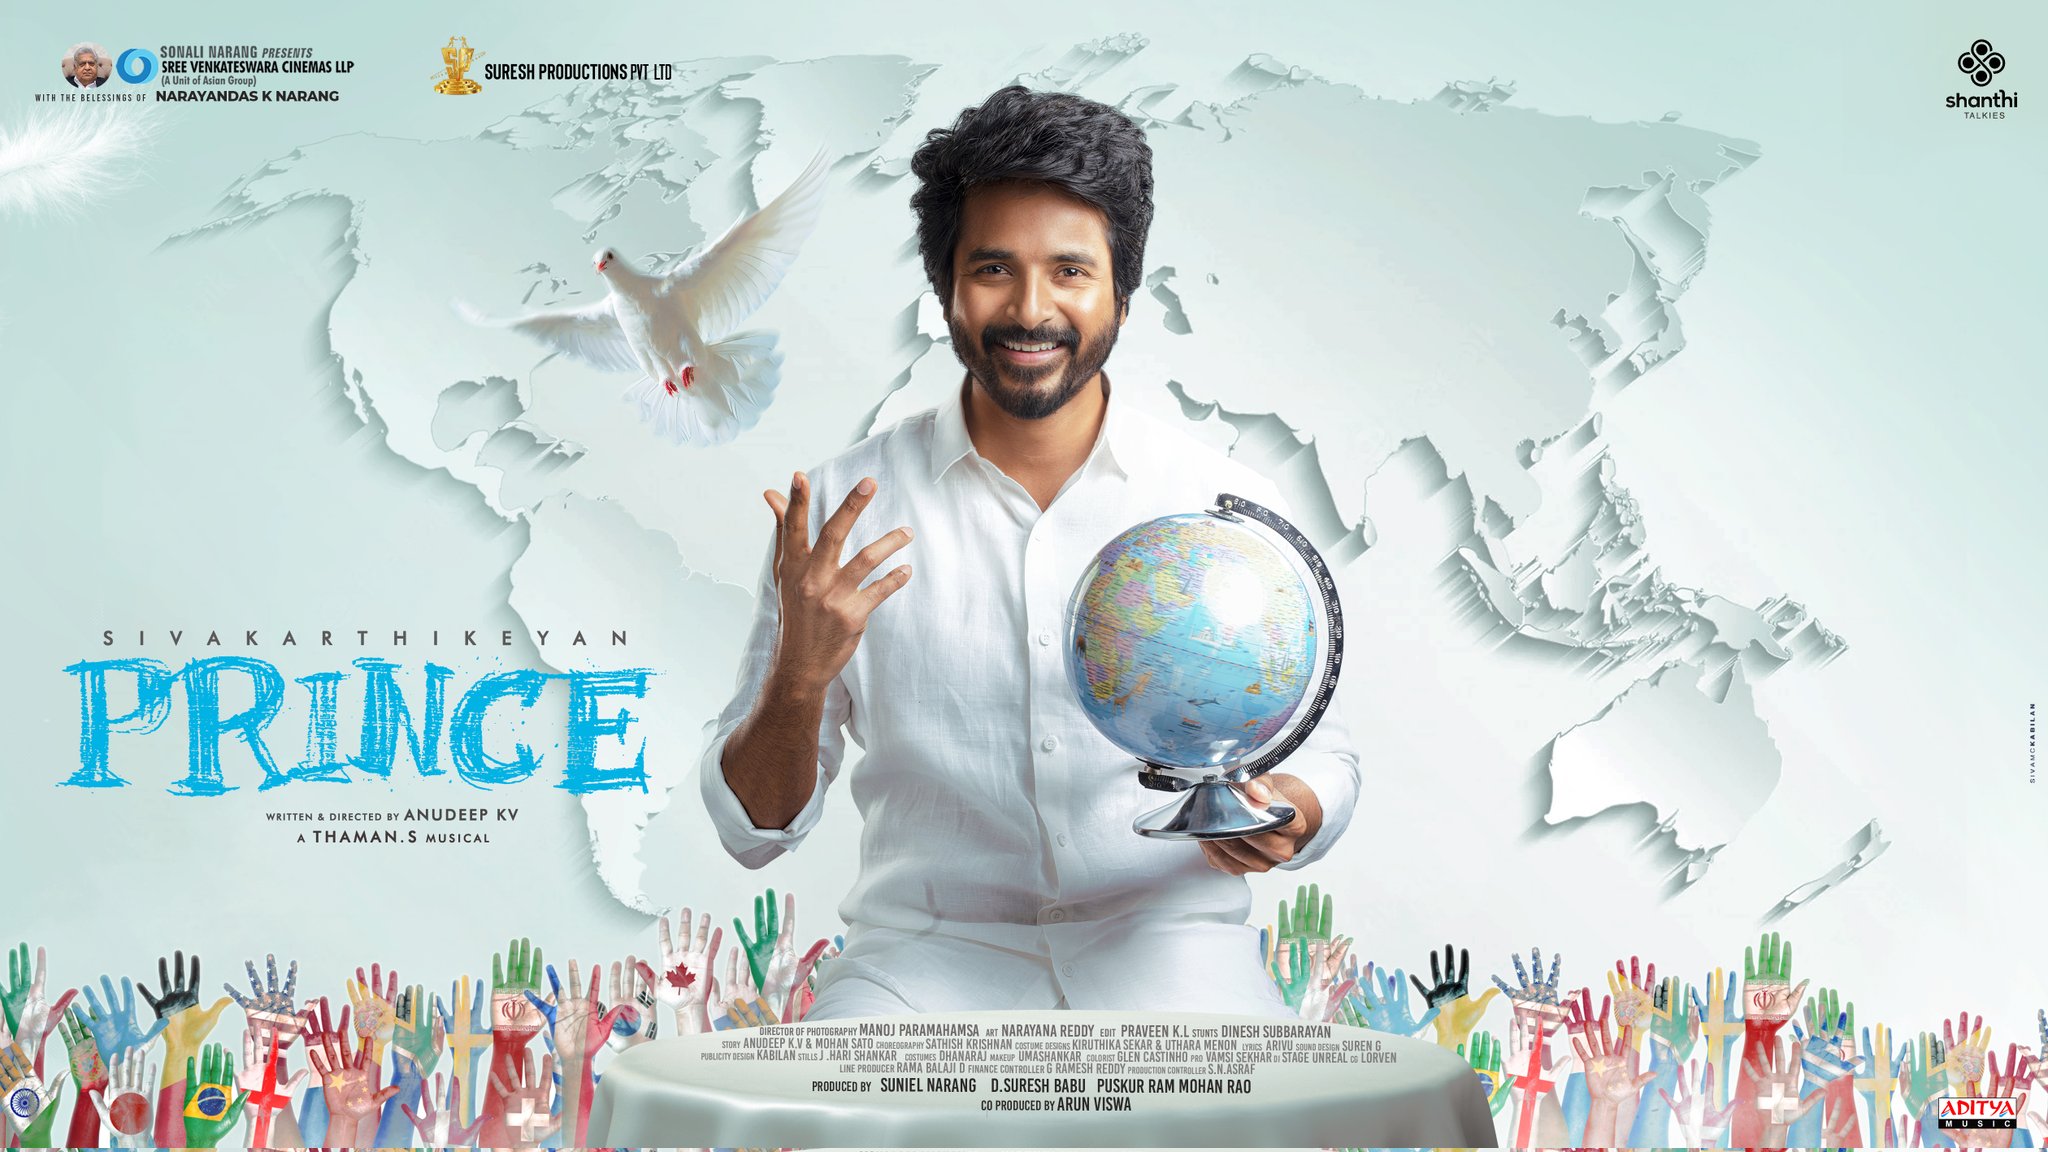 SONALI NARANG PRESENTS
SREE VENKATESWARA CINEMAS LLP
(A Unit of Asian Group)
WITH THE BELESSINGS OF NARAYANDAS K NARANG
SURESH PRODUCTIONS PVT LTD
shanthi
TALKIES
SIVAKARTHIKEYAN
PRINCE
WRITTEN & DIRECTED BY ANUDEEP KV
A THAMAN.S MUSICAL
SIVAMCKABILAN
DIRECTOR OF PHOTOGRAPHY MANOJ PARAMAHAMSA ART NARAYANA REDDY EDIT PRAVEEN K.L STUNTS DINESH SUBBARAYAN
STORY ANUDEEP K.V & MOHAN SATO CHOREOGRAPHY SATHISH KRISHNAN COSTUME DESIGNS KIRUTHIKA SEKAR & UTHARA MENON LYRICS ARIVU SOUND DESIGN SUREN G
PUBLICITY DESIGN KABILAN STILLS J .HARI SHANKAR COSTUMES DHANARAJ MAKEUP UMASHANKAR COLORIST GLEN CASTINHO PRO VAMSI SEKHAR DI STAGE UNREAL CG LORVEN
LINE PRODUCER RAMA BALAJI D FINANCE CONTROLLER G RAMESH REDDY PRODUCTION CONTROLLER S.N.ASRAF
PRODUCED BY SUNIEL NARANG D.SURESH BABU PUSKUR RAM MOHAN RAO
CO PRODUCED BY ARUN VISWA
ADITYA
MUSIC